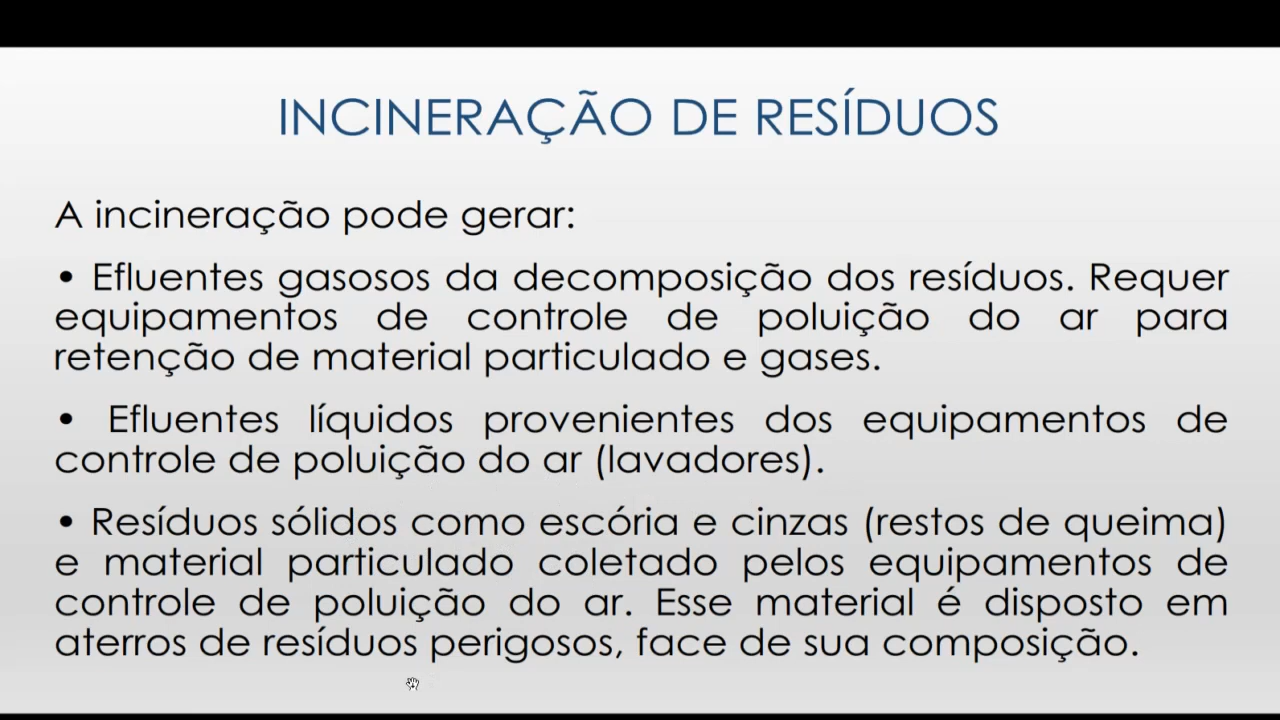 INCINERAÇÃO DE RESÍDUOS
A incineração pode gerar:
• Efluentes gasosos da decomposição dos resíduos. Requer
equipamentos de controle de poluição do ar para
retenção de material particulado e gases.
• Efluentes líquidos provenientes dos equipamentos de
controle de poluição do ar (lavadores).
• Resíduos sólidos como escória e cinzas (restos de queima)
e material particulado coletado pelos equipamentos de
controle de poluição do ar. Esse material é disposto em
aterros de resíduos perigosos, face de sua composição.